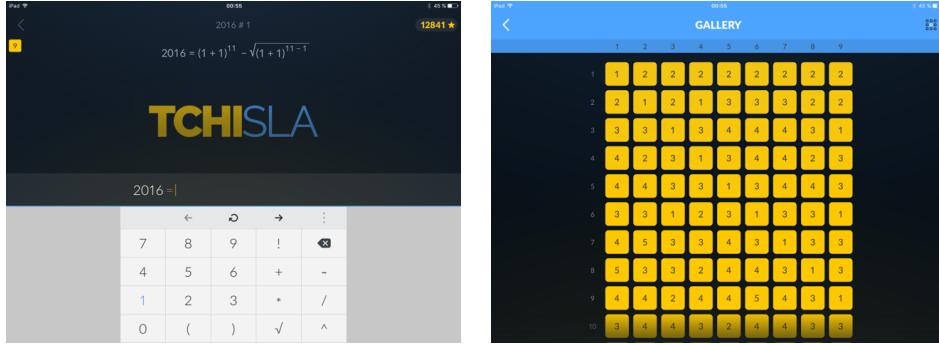 iPad 00:55 45 %
2016 # 1 12841 ★
9
2016 = (1 + 1)^11 − √(1 + 1)^(11 − 1)
TCHISLA
2016 =
← → ⋮
7 8 9 !
4 5 6 + -
1 2 3 * /
0 ( ) √ ^
iPad 00:55 45 %
GALLERY
1 2 3 4 5 6 7 8 9
1 1 2 2 2 2 2 2 2 2
2 2 1 2 1 3 3 3 2 2
3 3 3 1 3 4 4 4 3 1
4 4 2 3 1 3 4 4 2 3
5 4 4 3 3 1 3 4 4 3
6 3 3 1 2 3 1 3 3 1
7 4 5 3 3 4 3 1 3 3
8 5 3 3 2 4 4 3 1 3
9 4 4 2 4 4 5 4 3 1
10 3 4 4 3 2 4 4 3 3